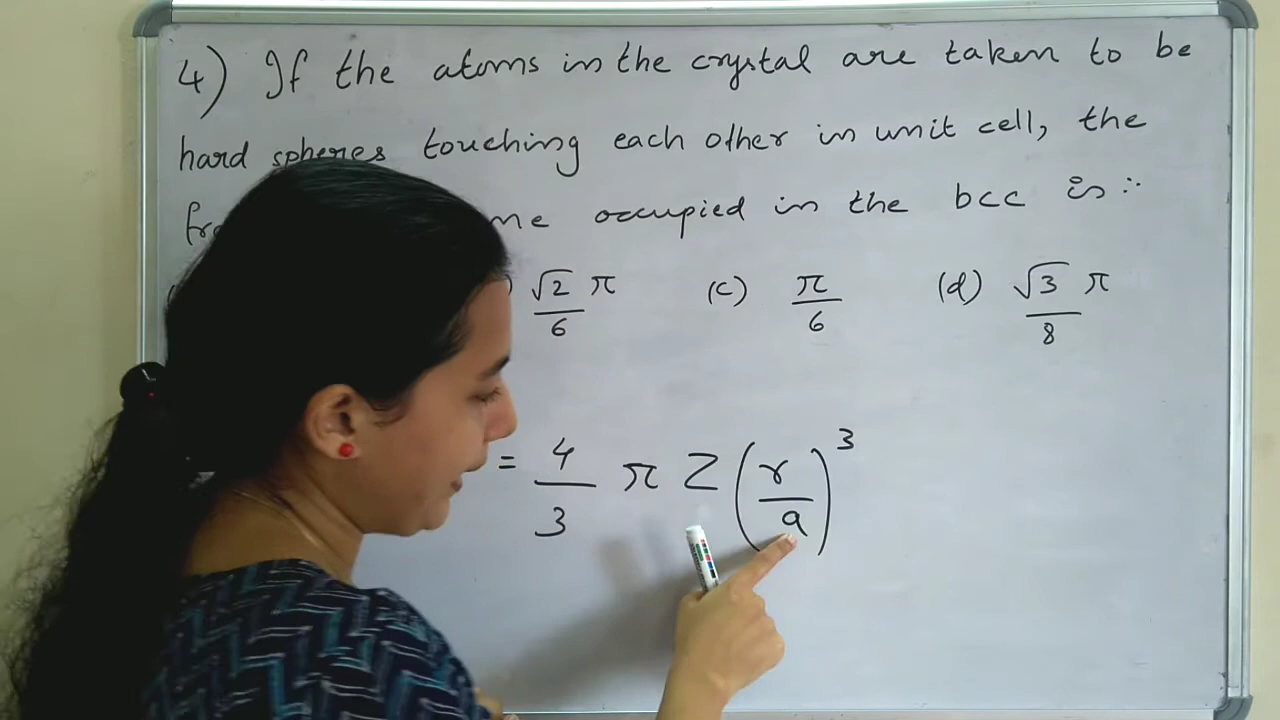 4) If the atoms in the crystal are taken to be
hard spheres touching each other in unit cell, the
occupied in the bcc is :-
√2 π / 6 (c) π / 6 (d) √3 π / 8
= 4/3 π Z (r/a)³